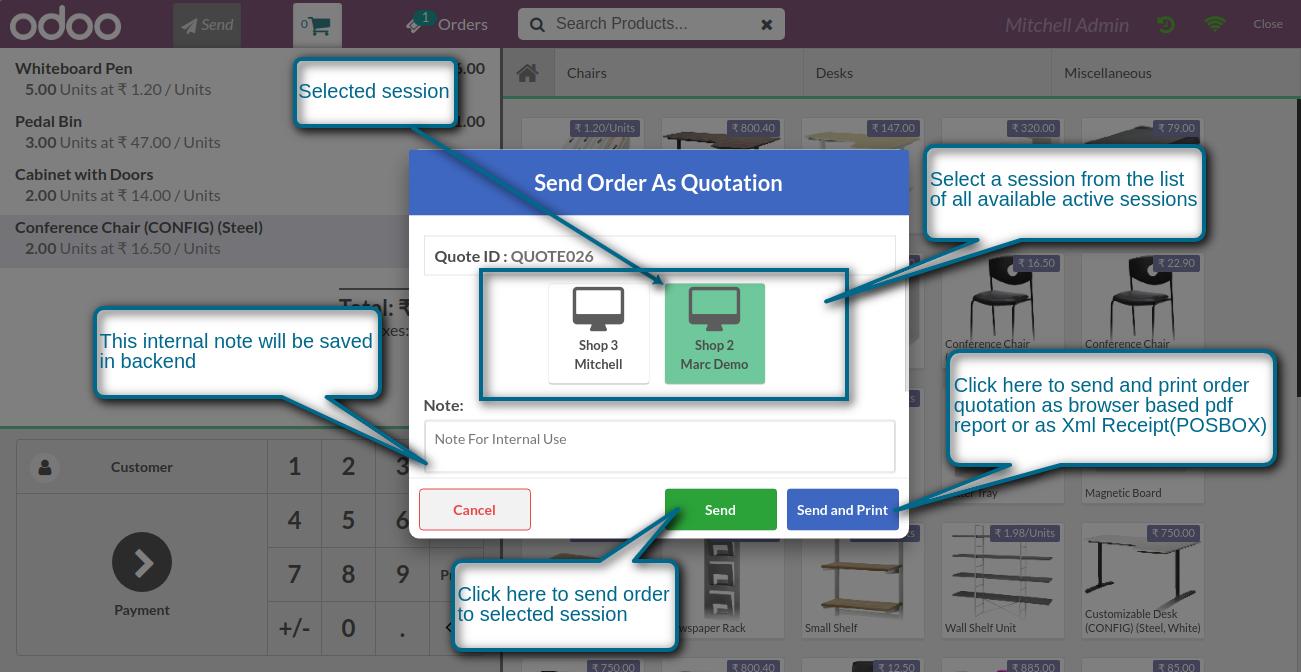 odoo
Send
0
1
Orders
Search Products...
Mitchell Admin
Close
Whiteboard Pen
6.00
5.00 Units at ₹ 1.20 / Units
Pedal Bin
1.00
3.00 Units at ₹ 47.00 / Units
Cabinet with Doors
2.00 Units at ₹ 14.00 / Units
Conference Chair (CONFIG) (Steel)
2.00 Units at ₹ 16.50 / Units
Total: ₹
xes:
Customer
Payment
1
2
3
4
5
6
7
8
9
+/-
0
.
Chairs
Desks
Miscellaneous
₹ 1.20/Units
₹ 800.40
₹ 147.00
₹ 320.00
₹ 79.00
₹ 16.50
₹ 22.90
Conference Chair
Conference Chair
Tray
Magnetic Board
₹ 1.98/Units
₹ 750.00
wspaper Rack
Small Shelf
Wall Shelf Unit
Customizable Desk
(CONFIG) (Steel, White)
₹ 750.00
₹ 800.40
₹ 12.50
₹ 885.00
₹ 85.00
Selected session
Send Order As Quotation
Quote ID : QUOTE026
Shop 3
Mitchell
Shop 2
Marc Demo
Note:
Note For Internal Use
Cancel
Send
Send and Print
Select a session from the list
of all available active sessions
This internal note will be saved
in backend
Click here to send and print order
quotation as browser based pdf
report or as Xml Receipt(POSBOX)
Click here to send order
to selected session